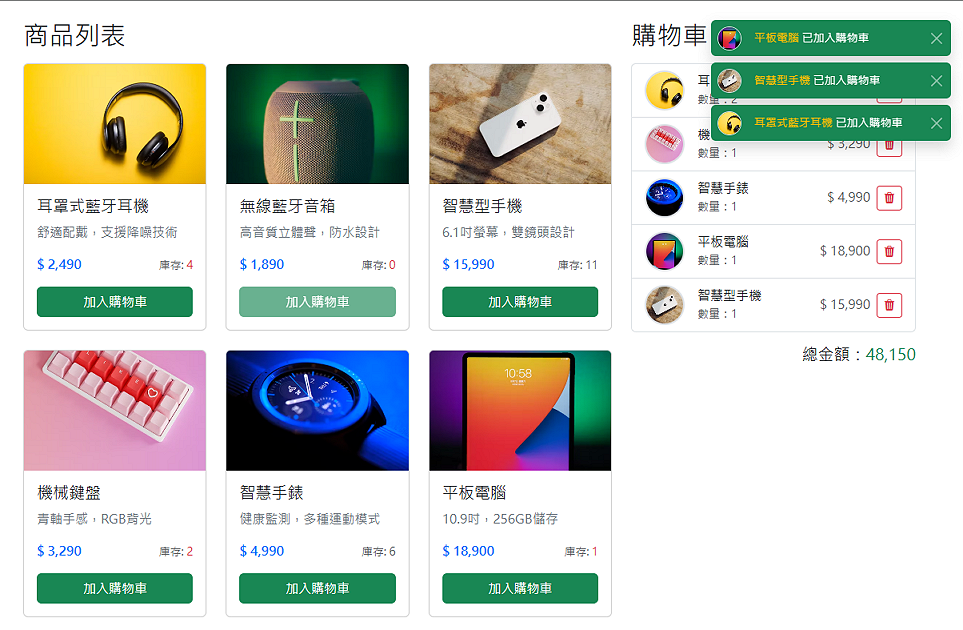 商品列表
耳罩式藍牙耳機
舒適配戴，支援降噪技術
$ 2,490 庫存: 4
加入購物車
無線藍牙音箱
高音質立體聲，防水設計
$ 1,890 庫存: 0
加入購物車
智慧型手機
6.1吋螢幕，雙鏡頭設計
$ 15,990 庫存: 11
加入購物車
機械鍵盤
青軸手感，RGB背光
$ 3,290 庫存: 2
加入購物車
智慧手錶
健康監測，多種運動模式
$ 4,990 庫存: 6
加入購物車
10:58
平板電腦
10.9吋，256GB儲存
$ 18,900 庫存: 1
加入購物車
購物車
平板電腦 已加入購物車
智慧型手機 已加入購物車
耳罩式藍牙耳機 已加入購物車
耳
數量：2
機
數量：1
$ 3,290
智慧手錶
數量：1
$ 4,990
平板電腦
數量：1
$ 18,900
智慧型手機
數量：1
$ 15,990
總金額：48,150